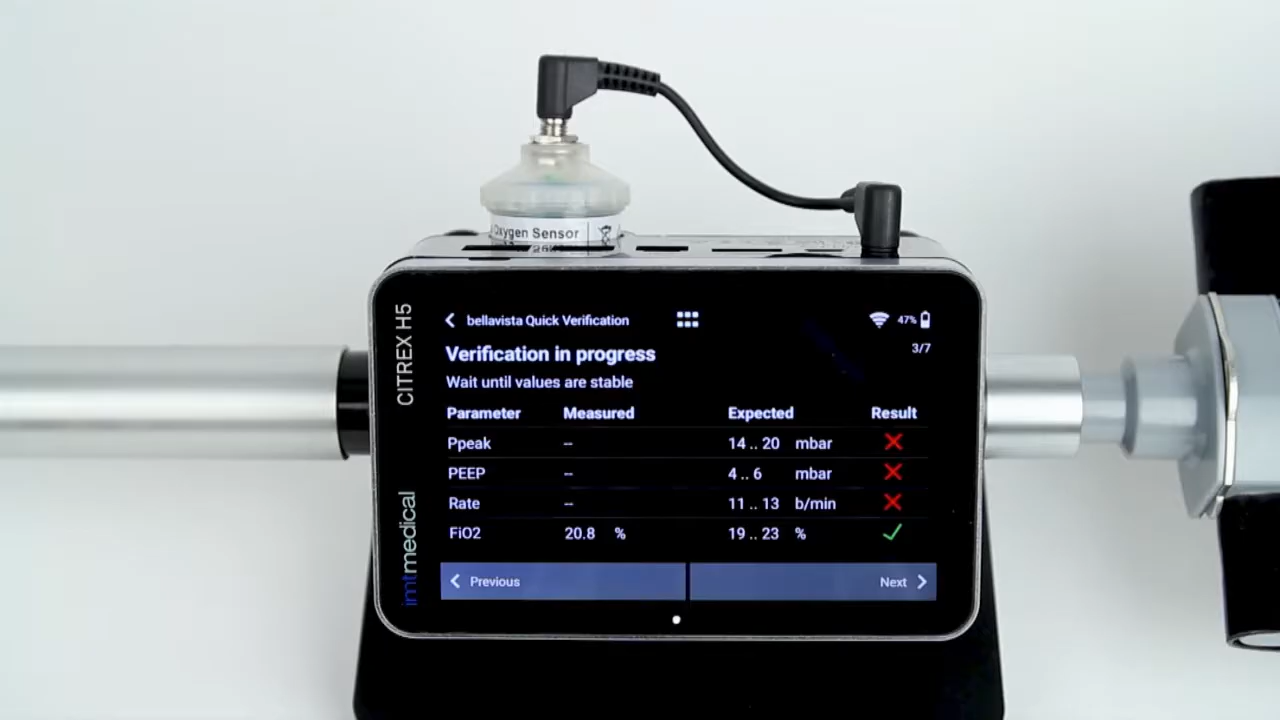 Oxygen Sensor
CITREX H5
imtmedical
bellavista Quick Verification
47%
Verification in progress
3/7
Wait until values are stable
Parameter Measured Expected Result
Ppeak -- 14 .. 20 mbar
PEEP -- 4 .. 6 mbar
Rate -- 11 .. 13 b/min
FiO2 20.8 % 19 .. 23 %
Previous
Next